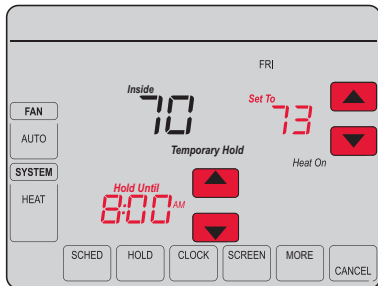 FRI
Inside
70
Set To
73
FAN
AUTO
Temporary Hold
Heat On
SYSTEM
HEAT
Hold Until
8:00 AM
SCHED HOLD CLOCK SCREEN MORE CANCEL